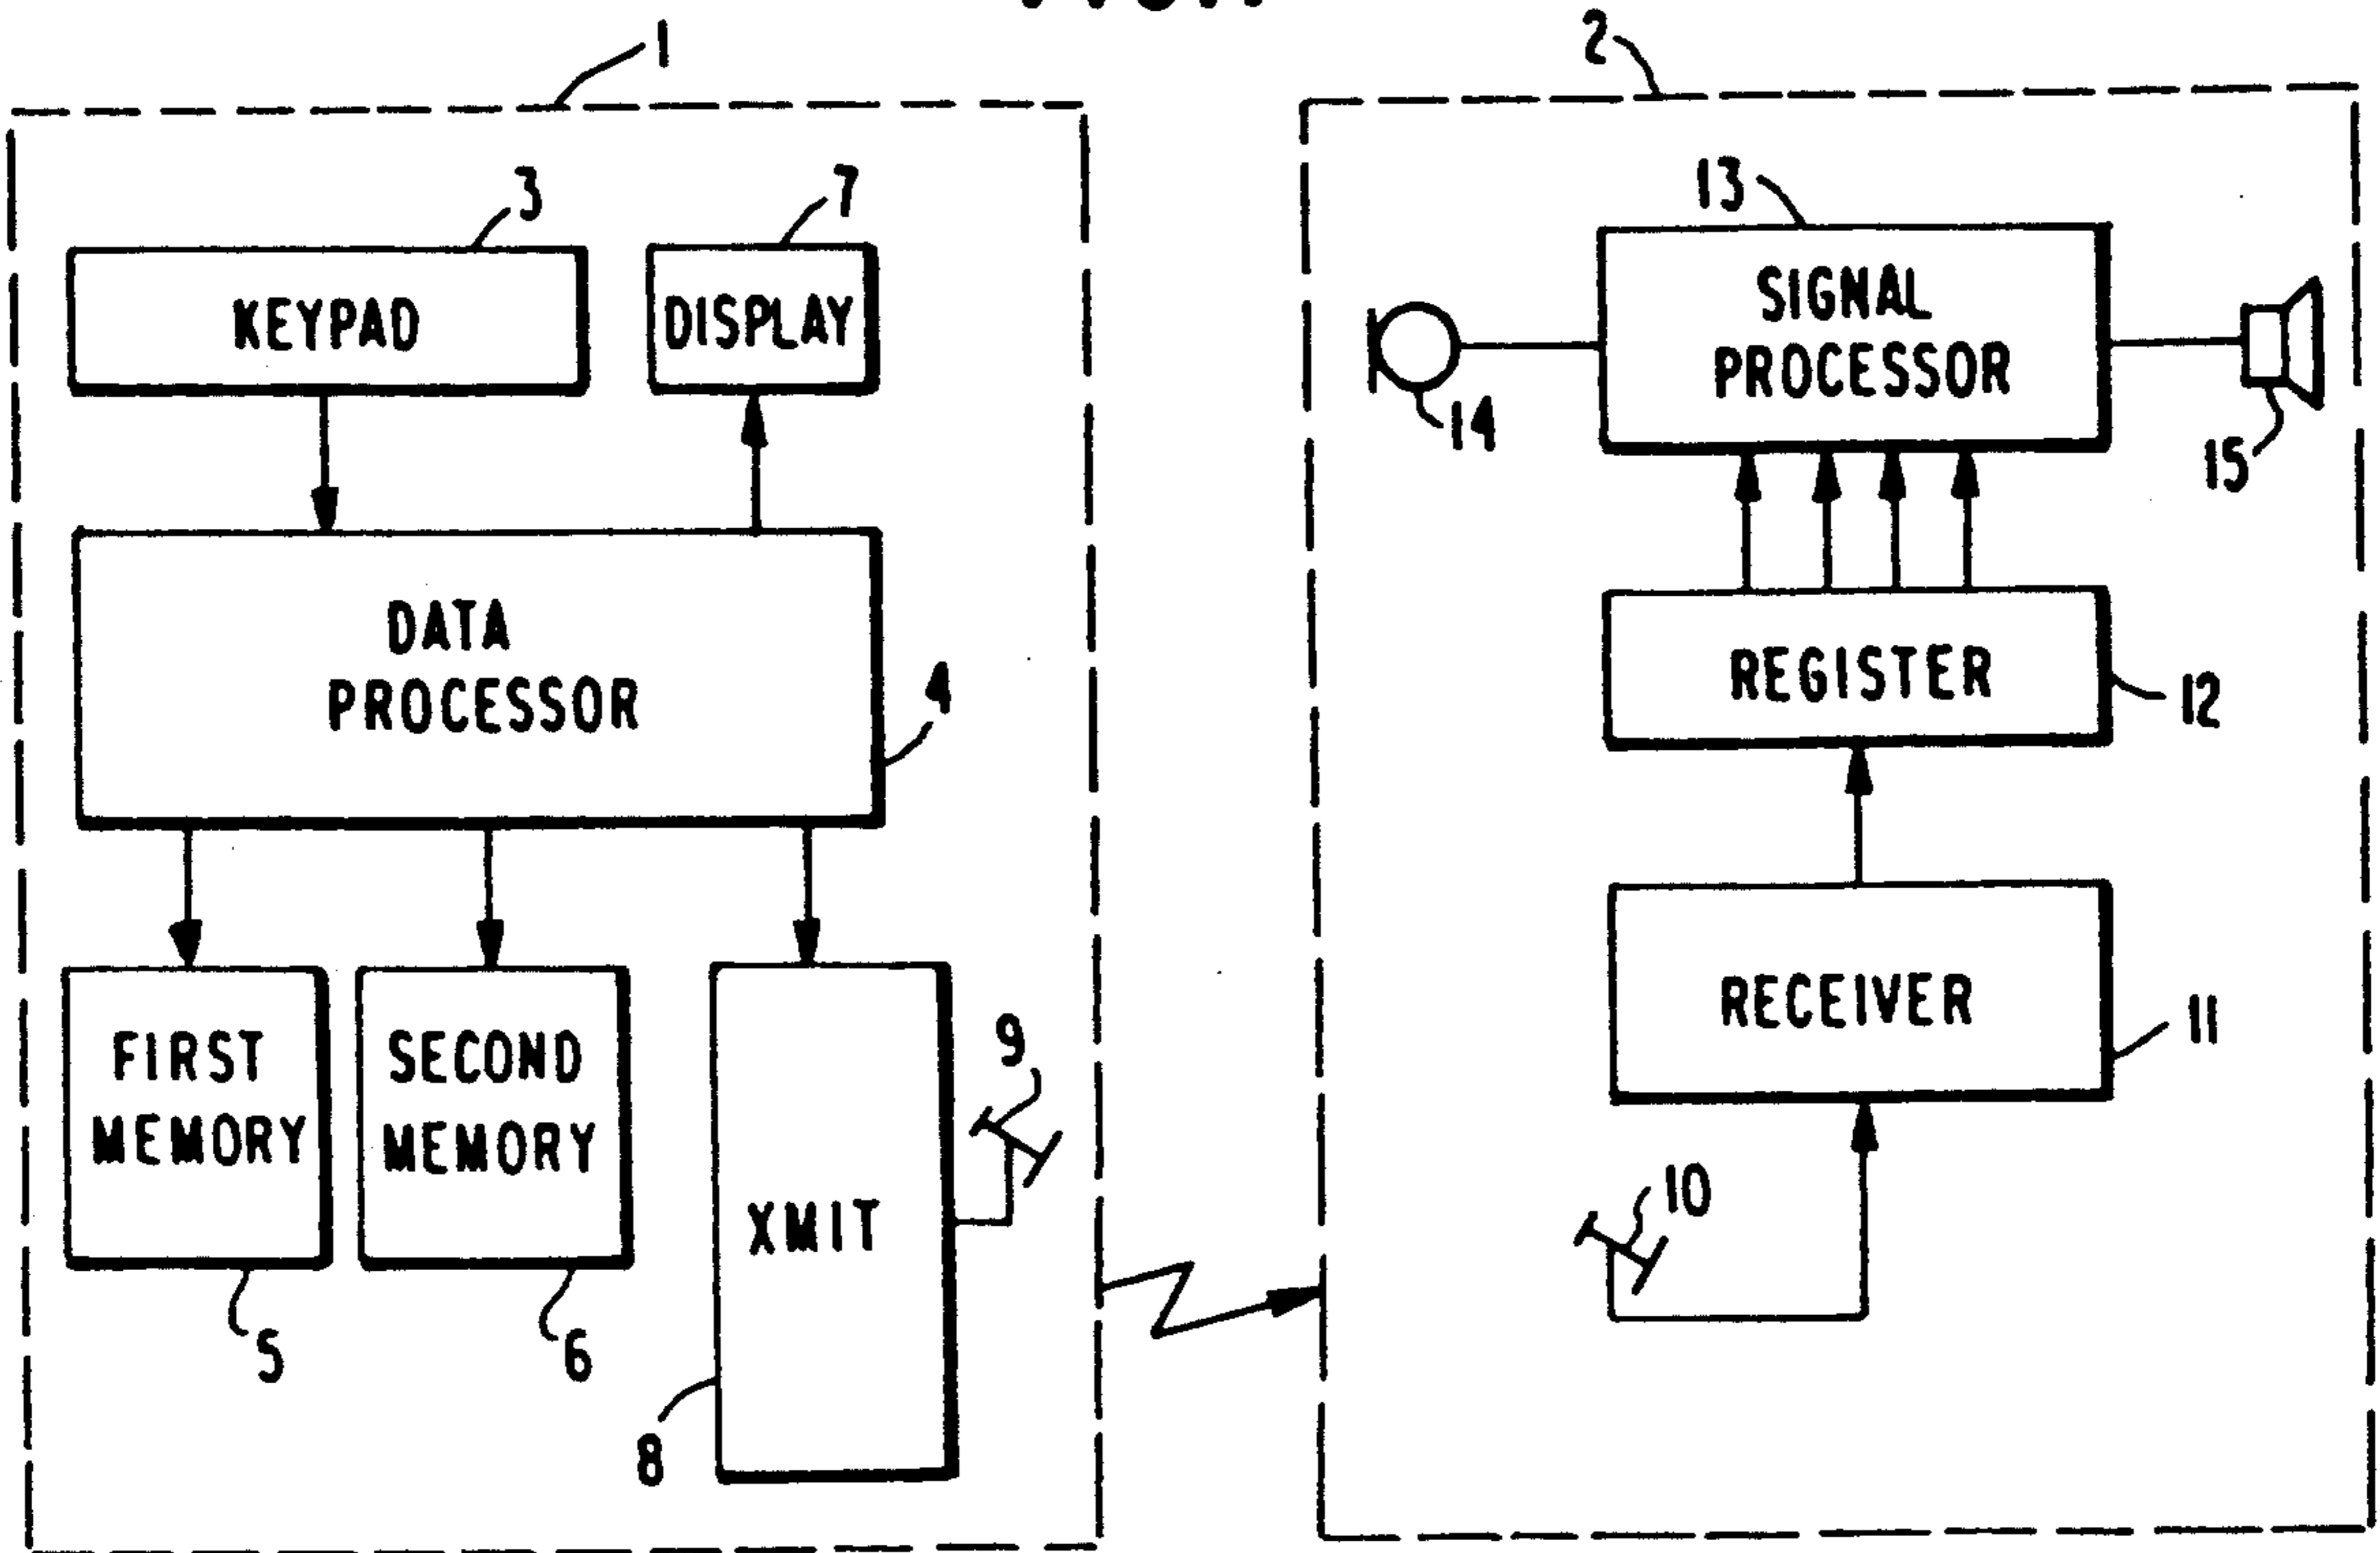 1
2
3
7
13
KEYPAD
DISPLAY
SIGNAL
PROCESSOR
14
15
DATA
PROCESSOR
4
REGISTER
12
FIRST
MEMORY
SECOND
MEMORY
XMIT
9
RECEIVER
11
10
5
6
8